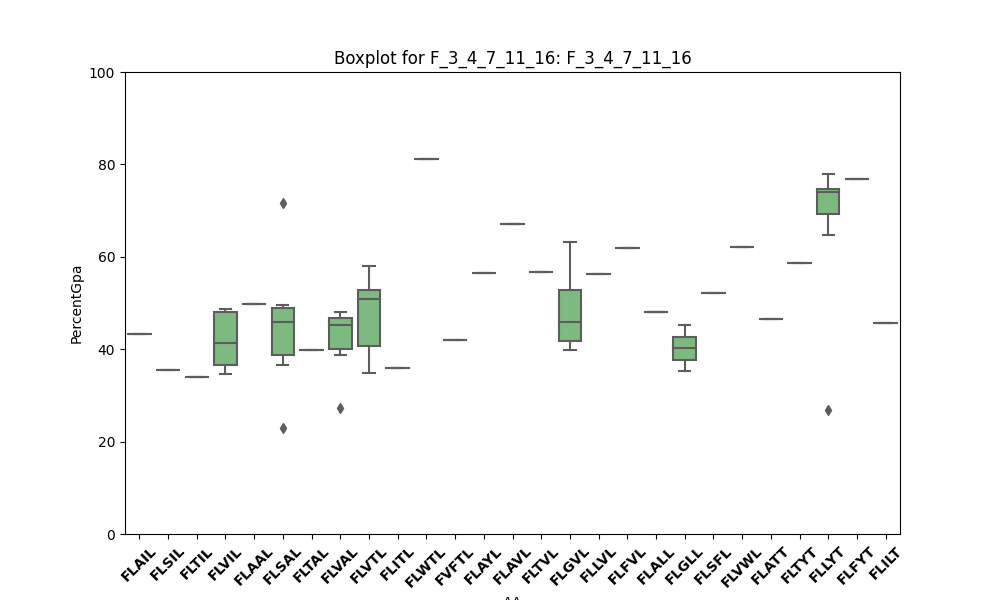 Boxplot for F_3_4_7_11_16: F_3_4_7_11_16
PercentGpa
100
80
60
40
20
0
FLAIL
FLSIL
FLTIL
FLVIL
FLAAL
FLSAL
FLTAL
FLVAL
FLVTL
FLITL
FLWTL
FVFTL
FLAYL
FLAVL
FLTVL
FLGVL
FLLVL
FLFVL
FLALL
FLGLL
FLSFL
FLVWL
FLATT
FLTYT
FLLYT
FLFYT
FLILT